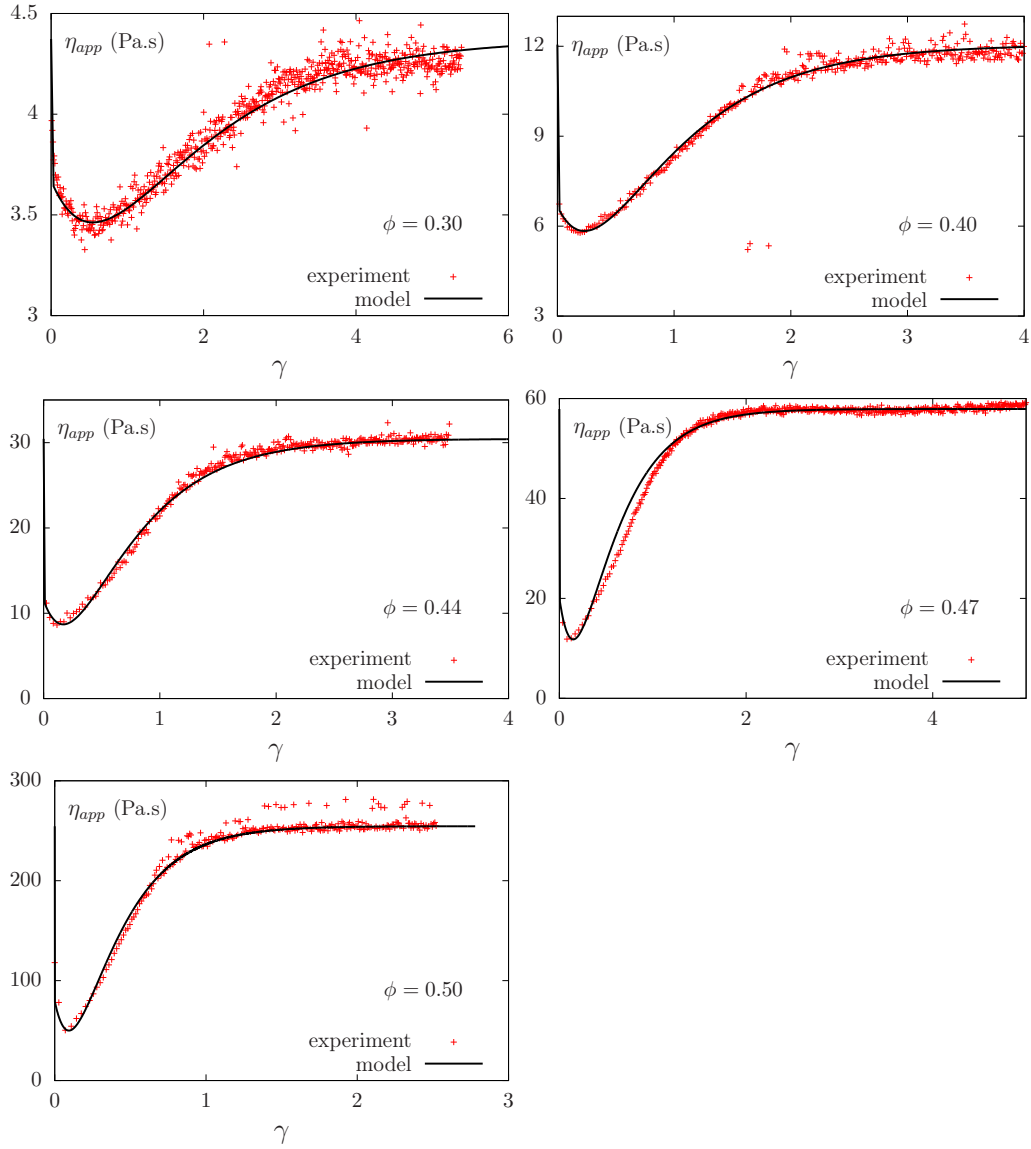 4.5
4
3.5
3
η_app (Pa.s)
ϕ = 0.30
experiment
model
0 2 4 6
γ
12
9
6
3
η_app (Pa.s)
ϕ = 0.40
experiment
model
0 1 2 3 4
γ
30
20
10
0
η_app (Pa.s)
ϕ = 0.44
experiment
model
0 1 2 3 4
γ
60
40
20
0
η_app (Pa.s)
ϕ = 0.47
experiment
model
0 2 4
γ
300
200
100
0
η_app (Pa.s)
ϕ = 0.50
experiment
model
0 1 2 3
γ